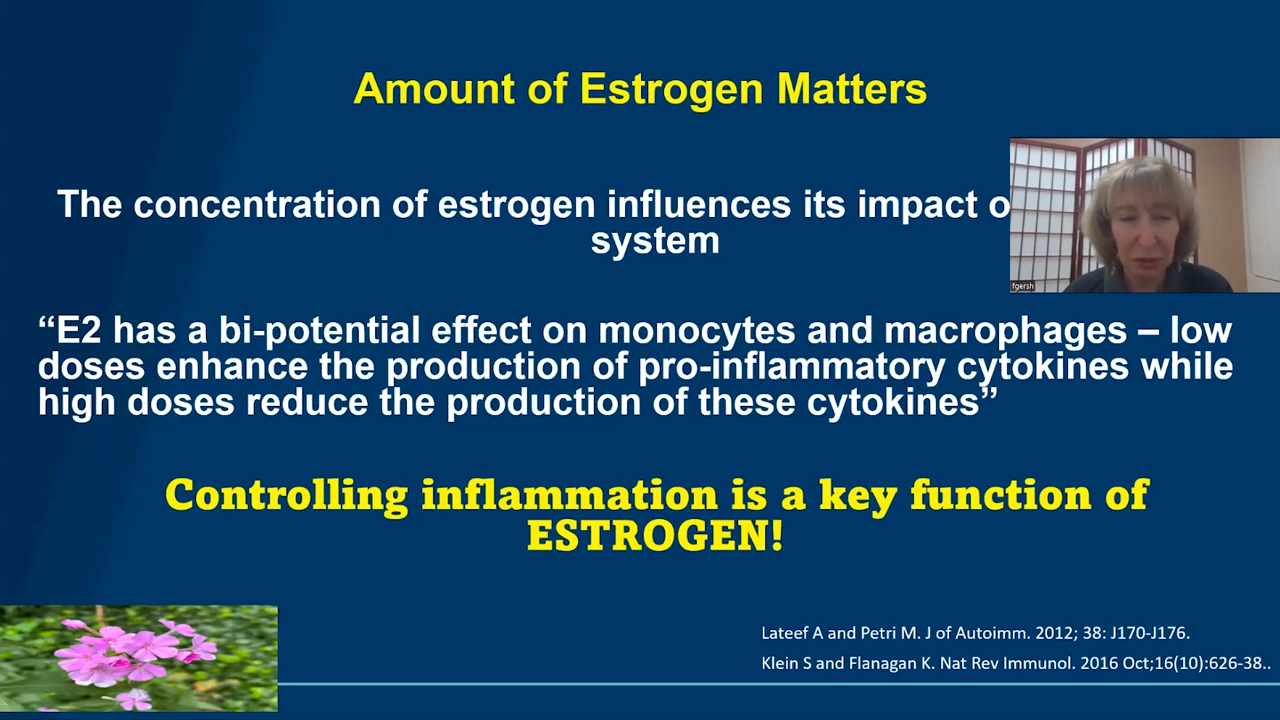 Amount of Estrogen Matters
The concentration of estrogen influences its impact o
system
“E2 has a bi-potential effect on monocytes and macrophages – low
doses enhance the production of pro-inflammatory cytokines while
high doses reduce the production of these cytokines”
Controlling inflammation is a key function of
ESTROGEN!
fgersh
Lateef A and Petri M. J of Autoimm. 2012; 38: J170-J176.
Klein S and Flanagan K. Nat Rev Immunol. 2016 Oct;16(10):626-38..